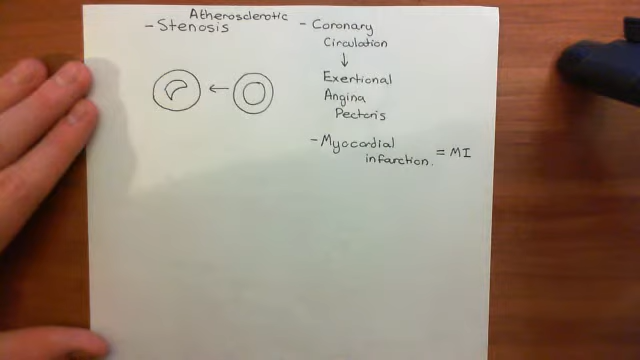 Atherosclerotic
- Stenosis
- Coronary
Circulation
↓
Exertional
Angina
Pectoris
- Myocardial
infarction. = MI